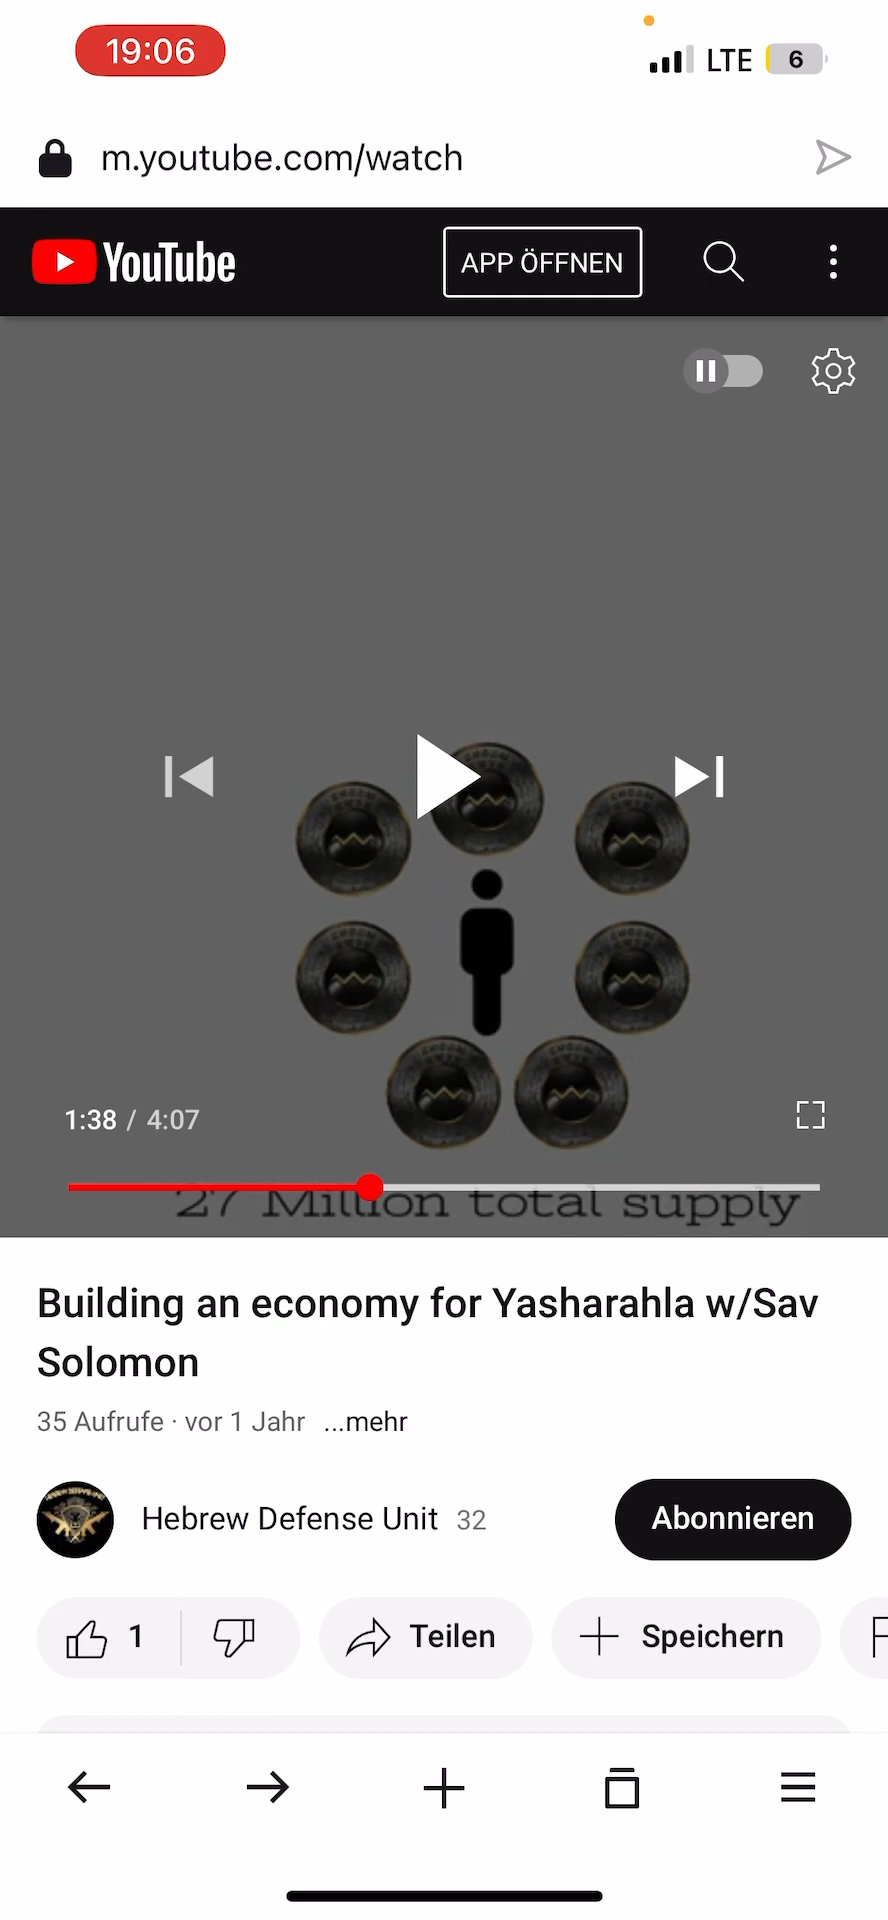 19:06
LTE 6
m.youtube.com/watch
YouTube
APP ÖFFNEN
1:38 / 4:07
27 Million total supply
Building an economy for Yasharahla w/Sav
Solomon
35 Aufrufe · vor 1 Jahr ...mehr
Hebrew Defense Unit 32
Abonnieren
1
Teilen
Speichern